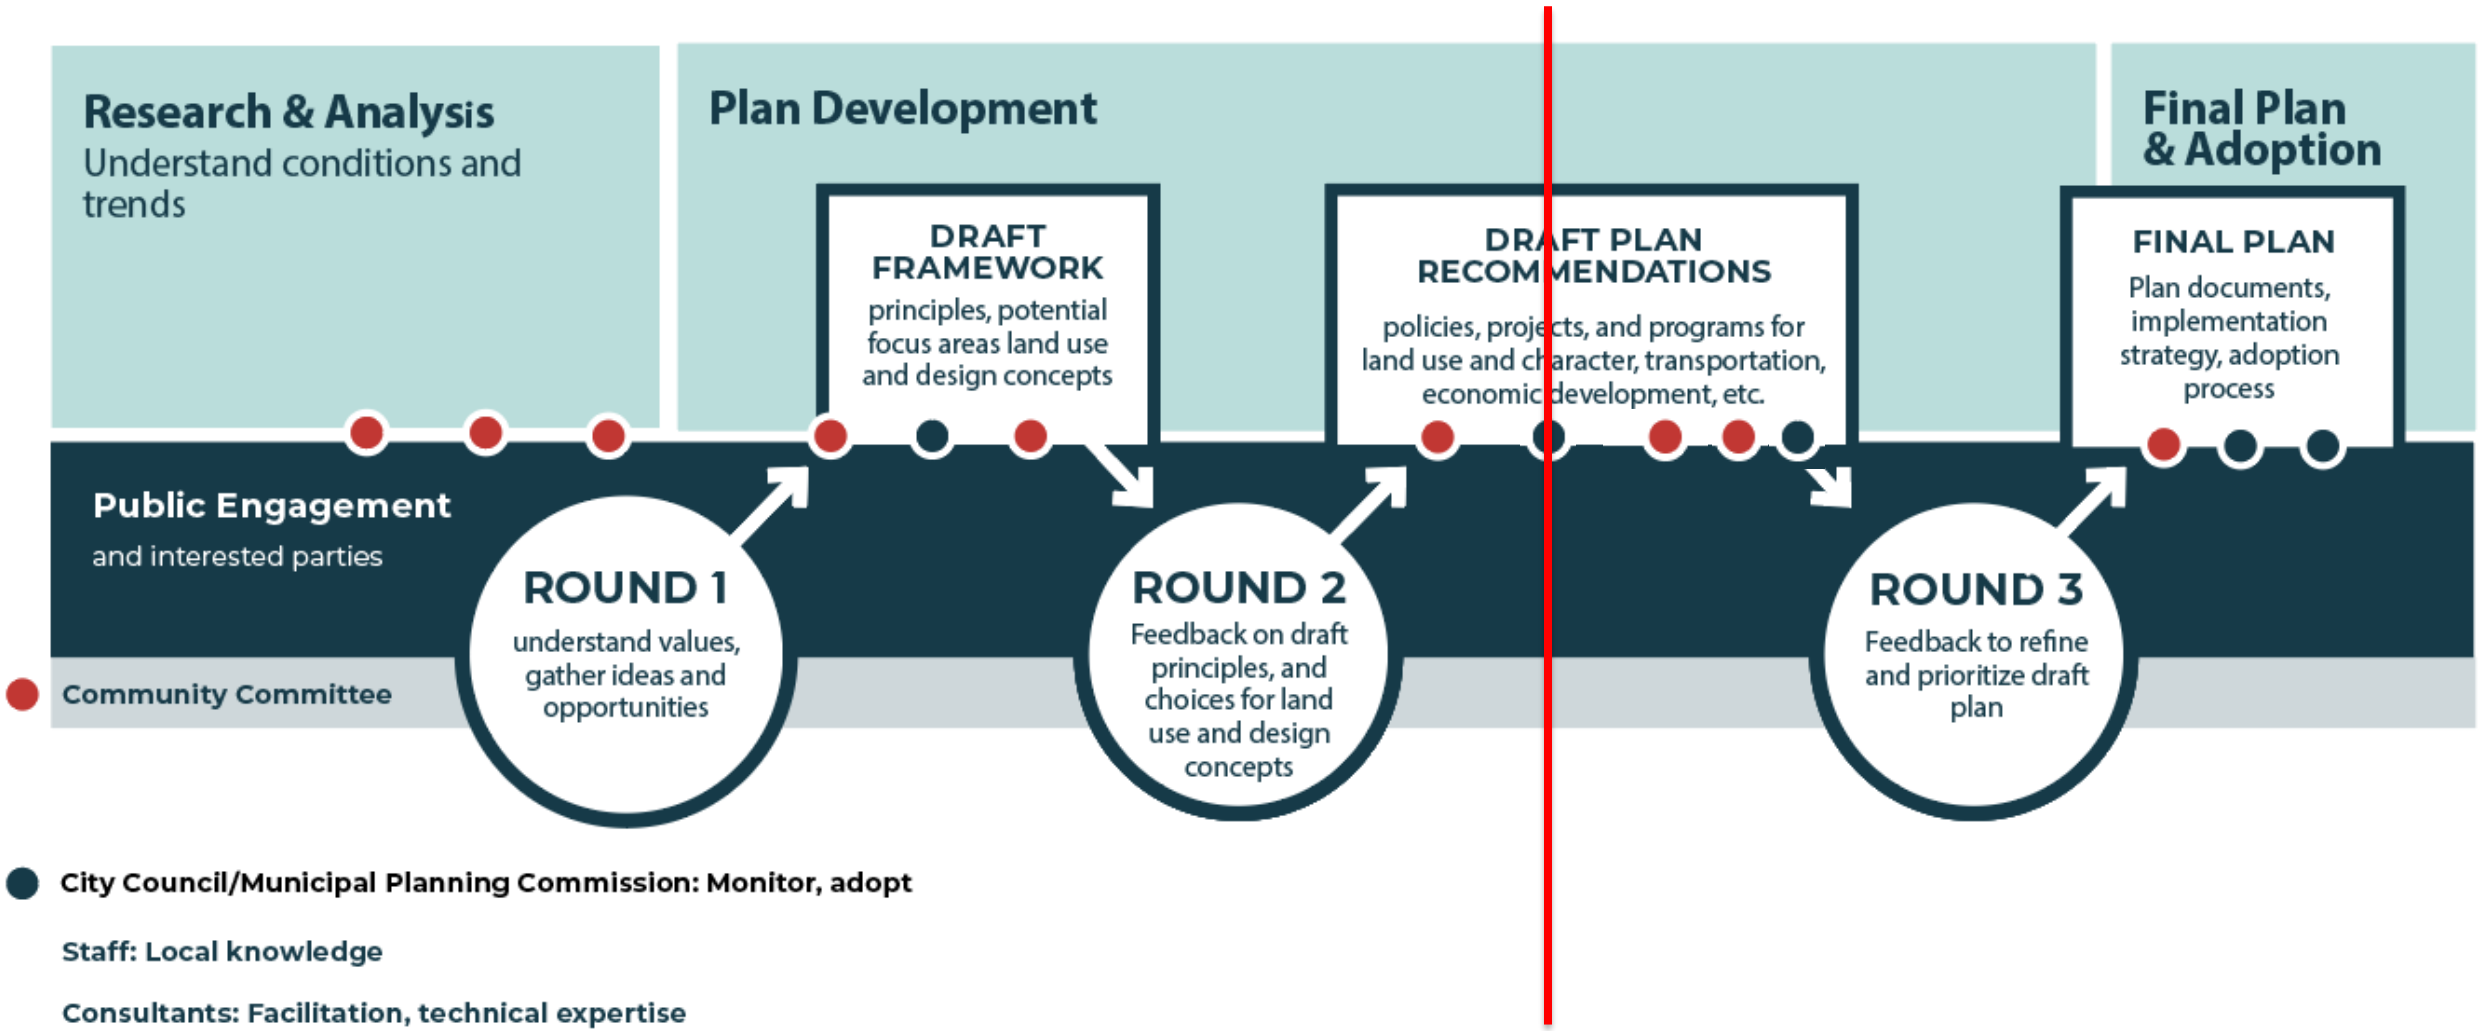 Research & Analysis
Understand conditions and
trends
Plan Development
Final Plan
& Adoption
DRAFT
FRAMEWORK
principles, potential
focus areas land use
and design concepts
DRAFT PLAN
RECOMMENDATIONS
policies, projects, and programs for
land use and character, transportation,
economic development, etc.
FINAL PLAN
Plan documents,
implementation
strategy, adoption
process
Public Engagement
and interested parties
ROUND 1
understand values,
gather ideas and
opportunities
ROUND 2
Feedback on draft
principles, and
choices for land
use and design
concepts
ROUND 3
Feedback to refine
and prioritize draft
plan
Community Committee
City Council/Municipal Planning Commission: Monitor, adopt
Staff: Local knowledge
Consultants: Facilitation, technical expertise